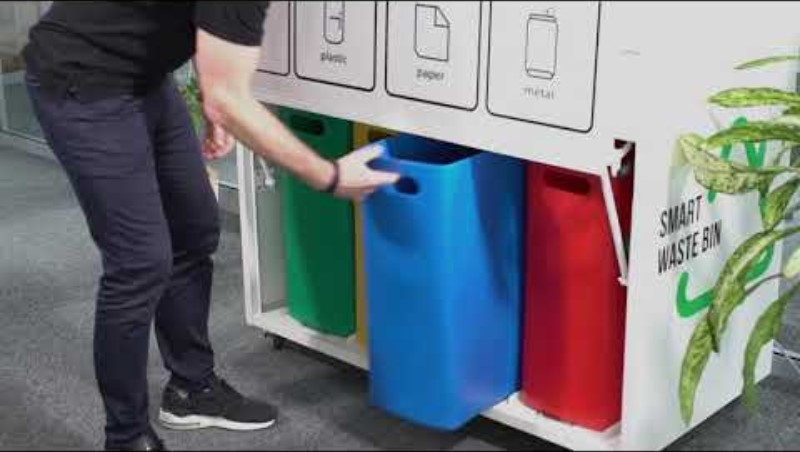 plastic
paper
metal
SMART
WASTE BIN